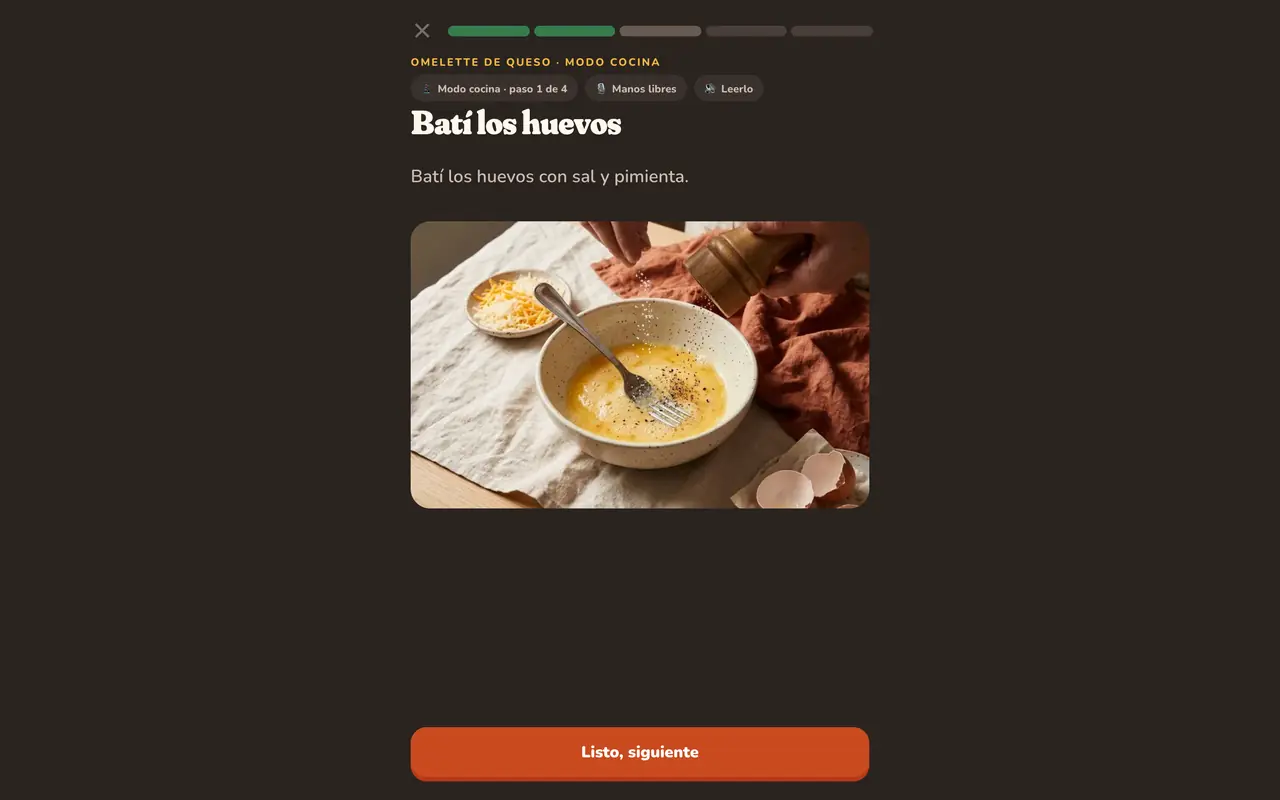 OMELETTE DE QUESO · MODO COCINA
Modo cocina · paso 1 de 4
Manos libres
Leerlo
Batí los huevos
Batí los huevos con sal y pimienta.
Listo, siguiente